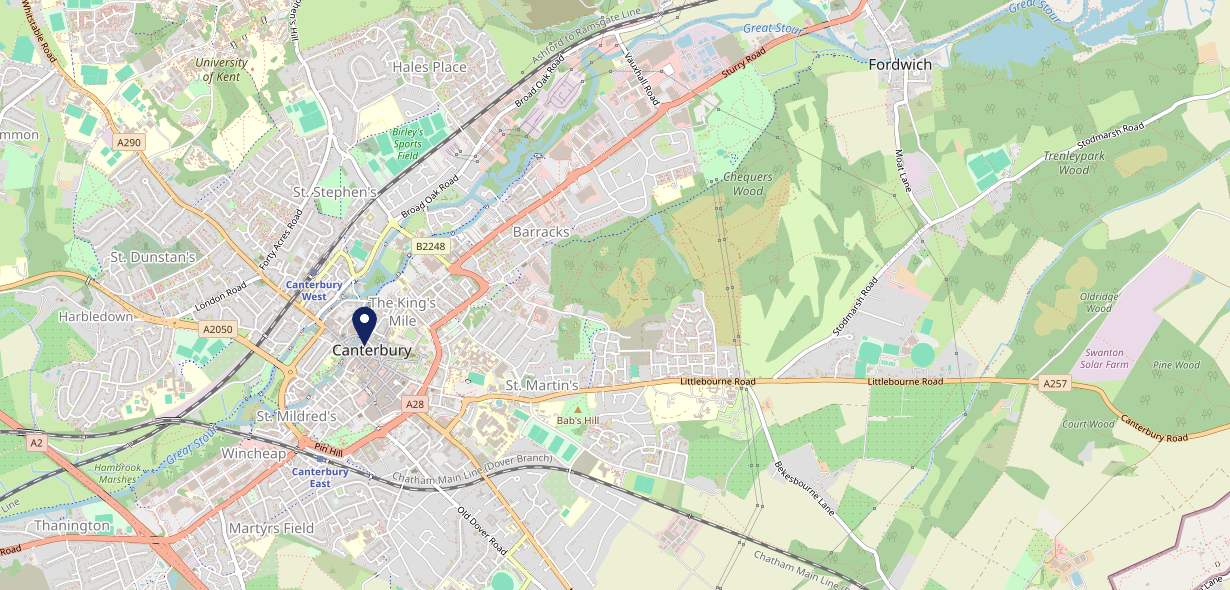 Whitstable Road
University
of Kent
Hales Place
Ashford to Ramsgate Line
Broad Oak Road
Vauxhall Road
Great Stour
Sturry Road
Great Stour
Fordwich
mmon
A290
Birley's
Sports
Field
Stodmarsh Road
Trenleypark
Wood
Moat Lane
Chequers
Wood
St. Stephen's
Broad Oak Road
Forty Acres Road
B2248
Barracks
St. Dunstan's
London Road
Canterbury
West
The King's
Mile
Harbledown
A2050
Canterbury
Stodmarsh Road
Oldridge
Wood
Swanton
Solar Farm
Pine Wood
St. Martin's
Littlebourne Road
Littlebourne Road
A257
Canterbury Road
Court Wood
St. Mildred's
A28
Bab's Hill
A2
Great Stour
Pin Hill
Wincheap
Canterbury
East
Hambrook
Marshes
Chatham Main Line (Dover Branch)
Bekesbourne Lane
Line
Thanington
Martyrs Field
Old Dover Road
Road
Chatham Main Line (D
Lane